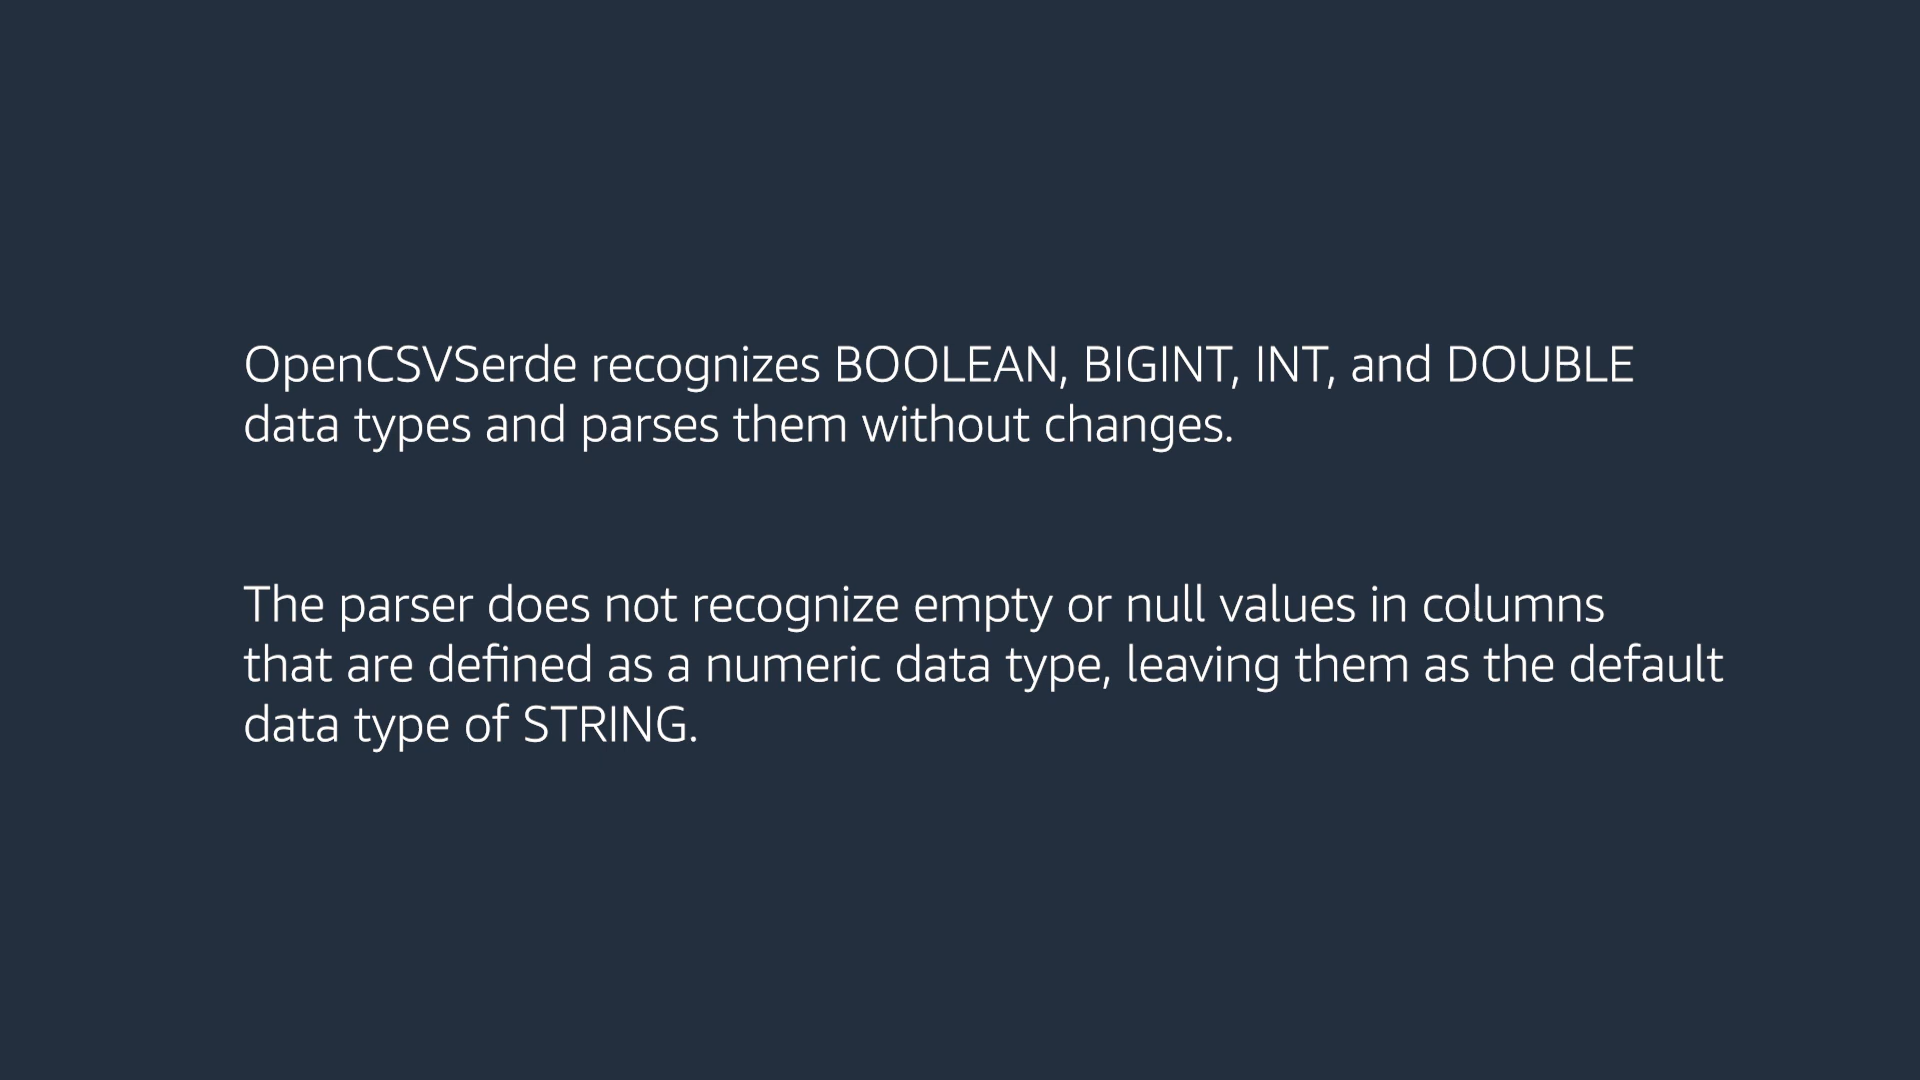 OpenCSVSerde recognizes BOOLEAN, BIGINT, INT, and DOUBLE
data types and parses them without changes.
The parser does not recognize empty or null values in columns
that are defined as a numeric data type, leaving them as the default
data type of STRING.